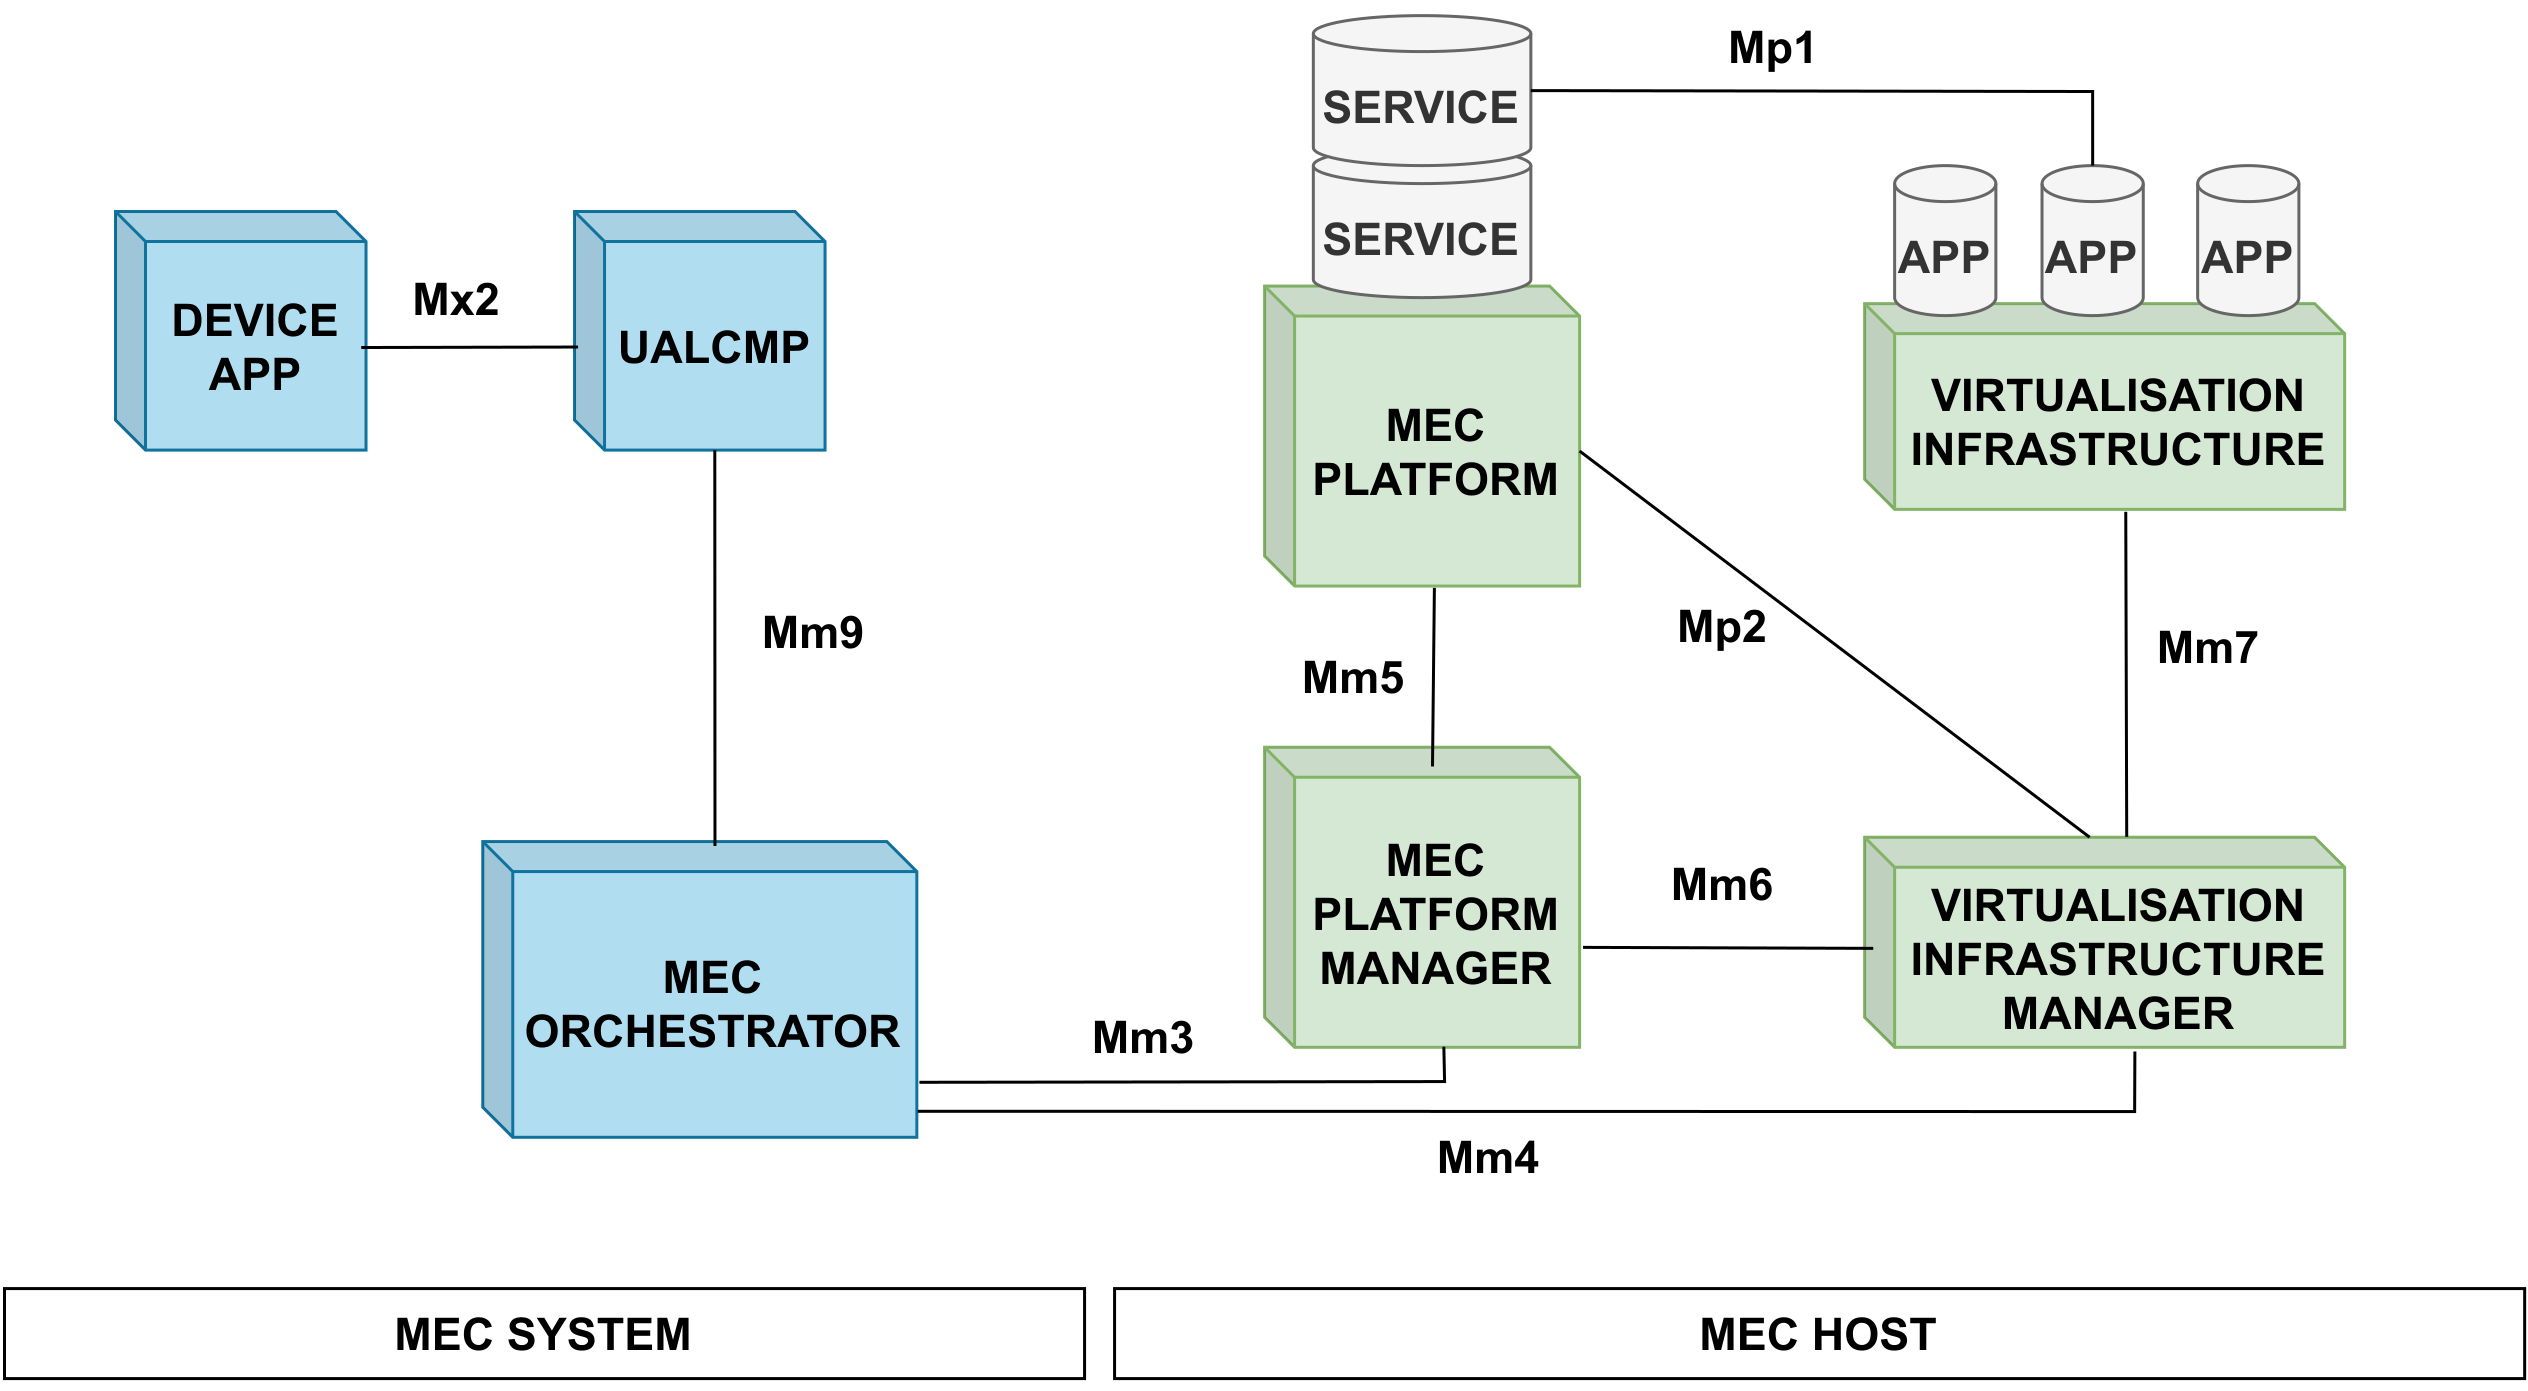 Mp1
SERVICE
SERVICE
APP
APP
APP
DEVICE
APP
Mx2
UALCMP
MEC
PLATFORM
VIRTUALISATION
INFRASTRUCTURE
Mm9
Mm5
Mp2
Mm7
MEC
ORCHESTRATOR
MEC
PLATFORM
MANAGER
Mm6
VIRTUALISATION
INFRASTRUCTURE
MANAGER
Mm3
Mm4
MEC SYSTEM
MEC HOST